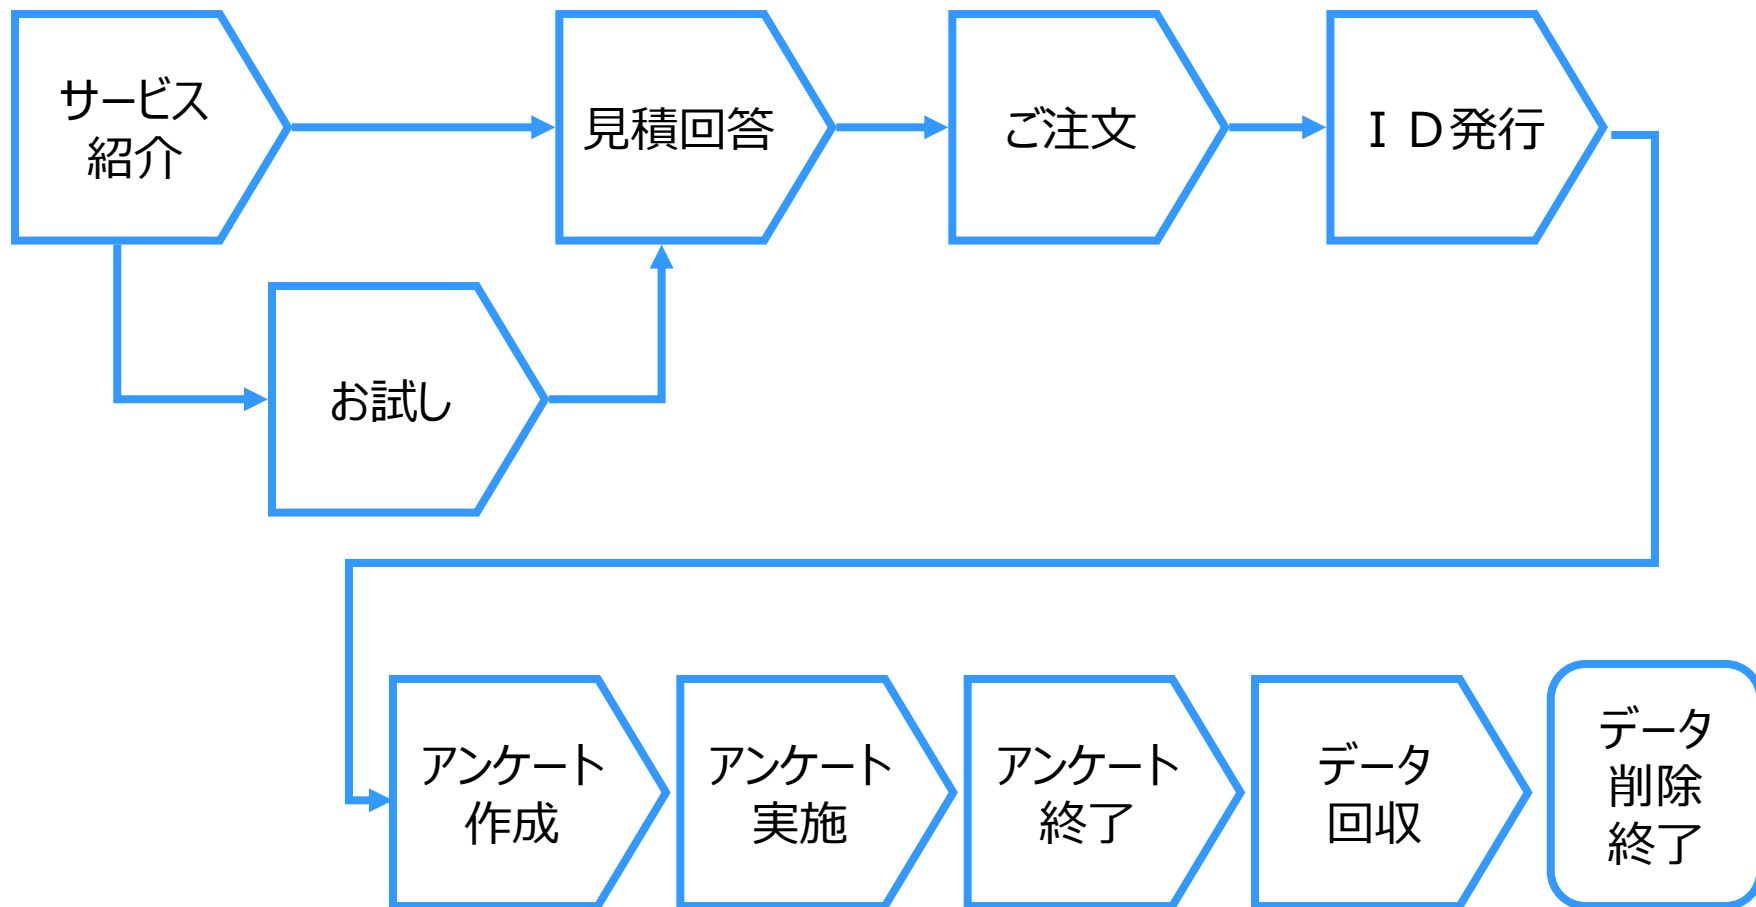 サービス
紹介
見積回答
ご注文
ＩＤ発行
お試し
アンケート
作成
アンケート
実施
アンケート
終了
データ
回収
データ
削除
終了